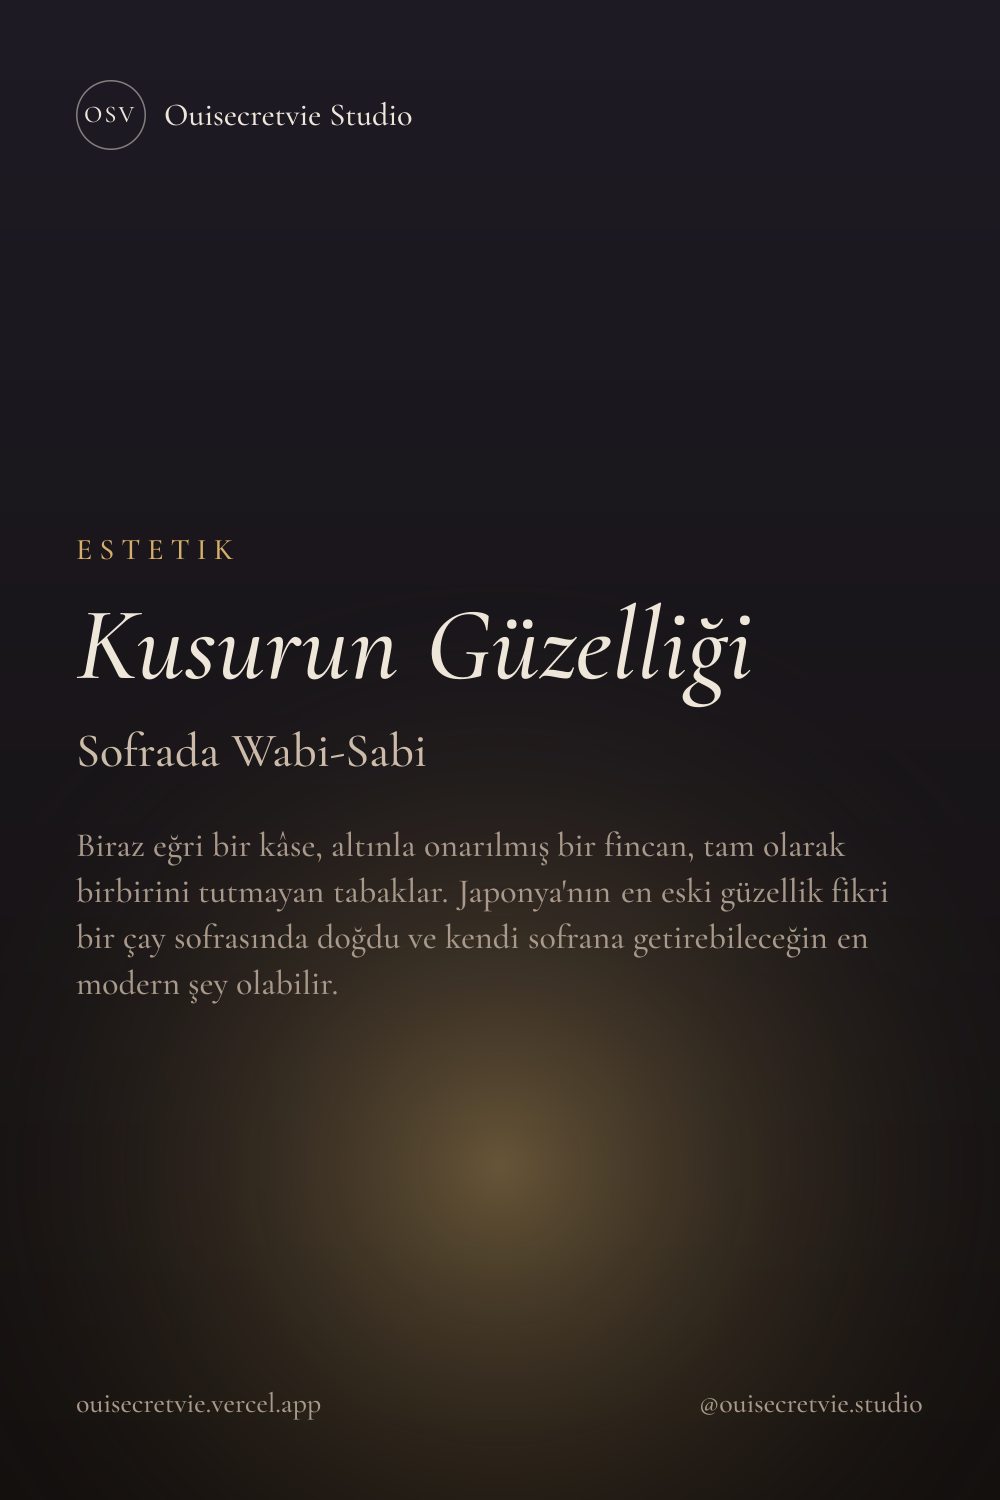 OSV Ouisecretvie Studio
ESTETIK
Kusurun Güzelliği
Sofrada Wabi-Sabi
Biraz eğri bir kâse, altınla onarılmış bir fincan, tam olarak
birbirini tutmayan tabaklar. Japonya'nın en eski güzellik fikri
bir çay sofrasında doğdu ve kendi sofrana getirebileceğin en
modern şey olabilir.
ouisecretvie.vercel.app @ouisecretvie.studio